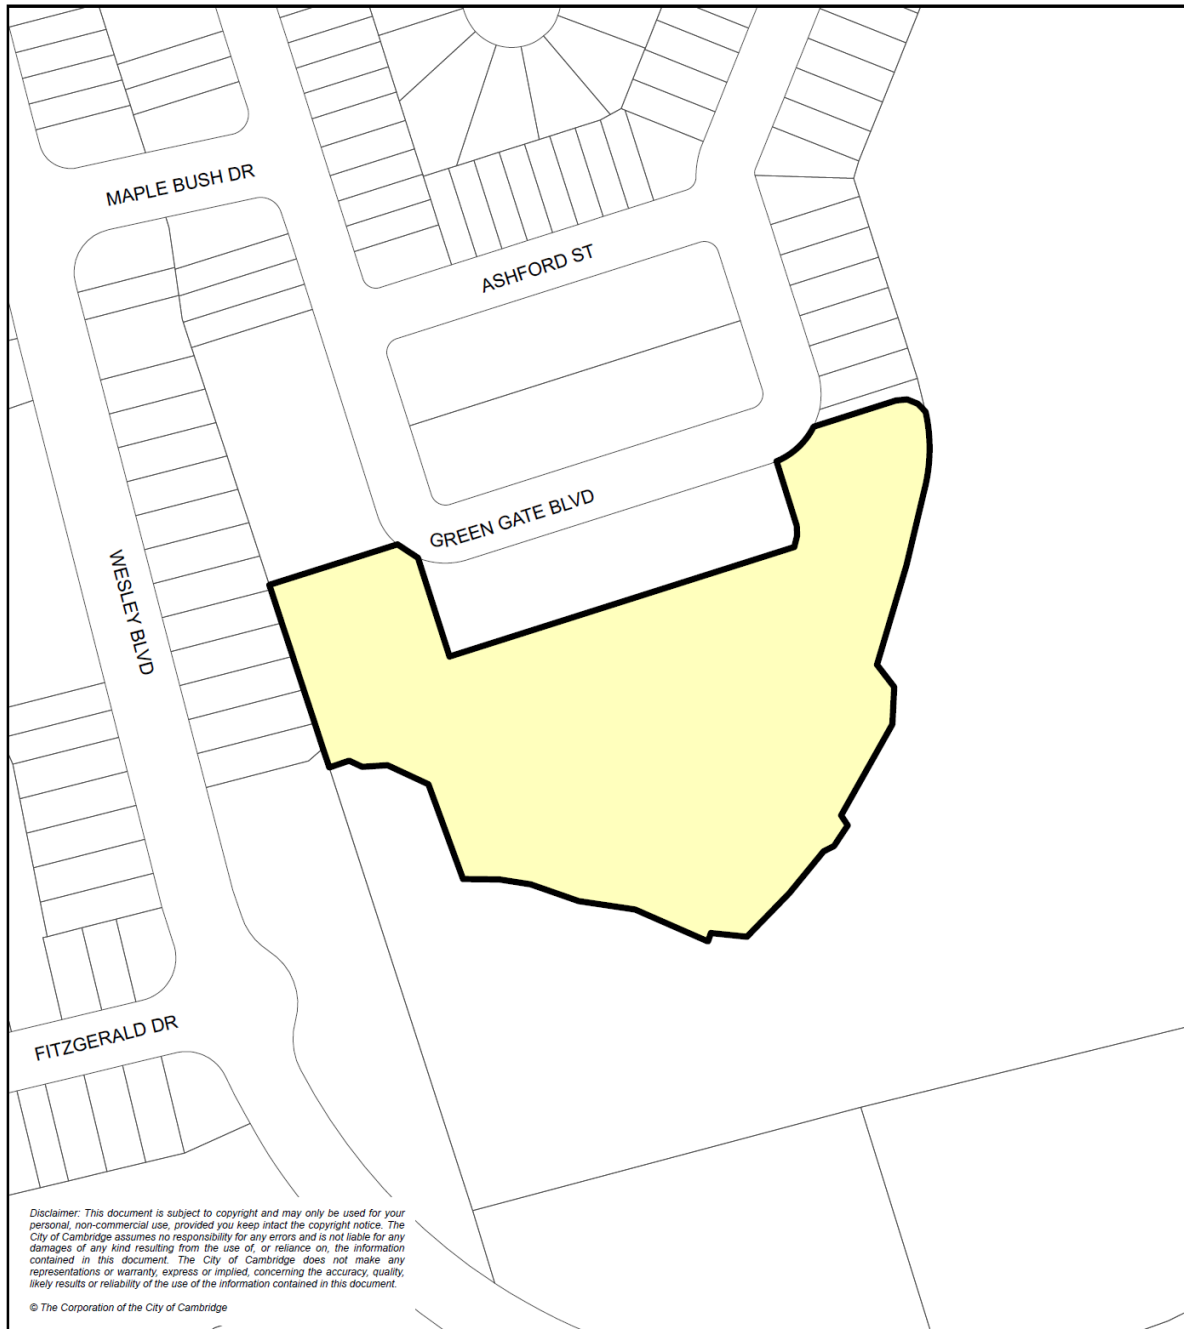 MAPLE BUSH DR
ASHFORD ST
GREEN GATE BLVD
WESLEY BLVD
FITZGERALD DR
Disclaimer: This document is subject to copyright and may only be used for your
personal, non-commercial use, provided you keep intact the copyright notice. The
City of Cambridge assumes no responsibility for any errors and is not liable for any
damages of any kind resulting from the use of, or reliance on, the information
contained in this document. The City of Cambridge does not make any
representations or warranty, express or implied, concerning the accuracy, quality,
likely results or reliability of the use of the information contained in this document.
© The Corporation of the City of Cambridge